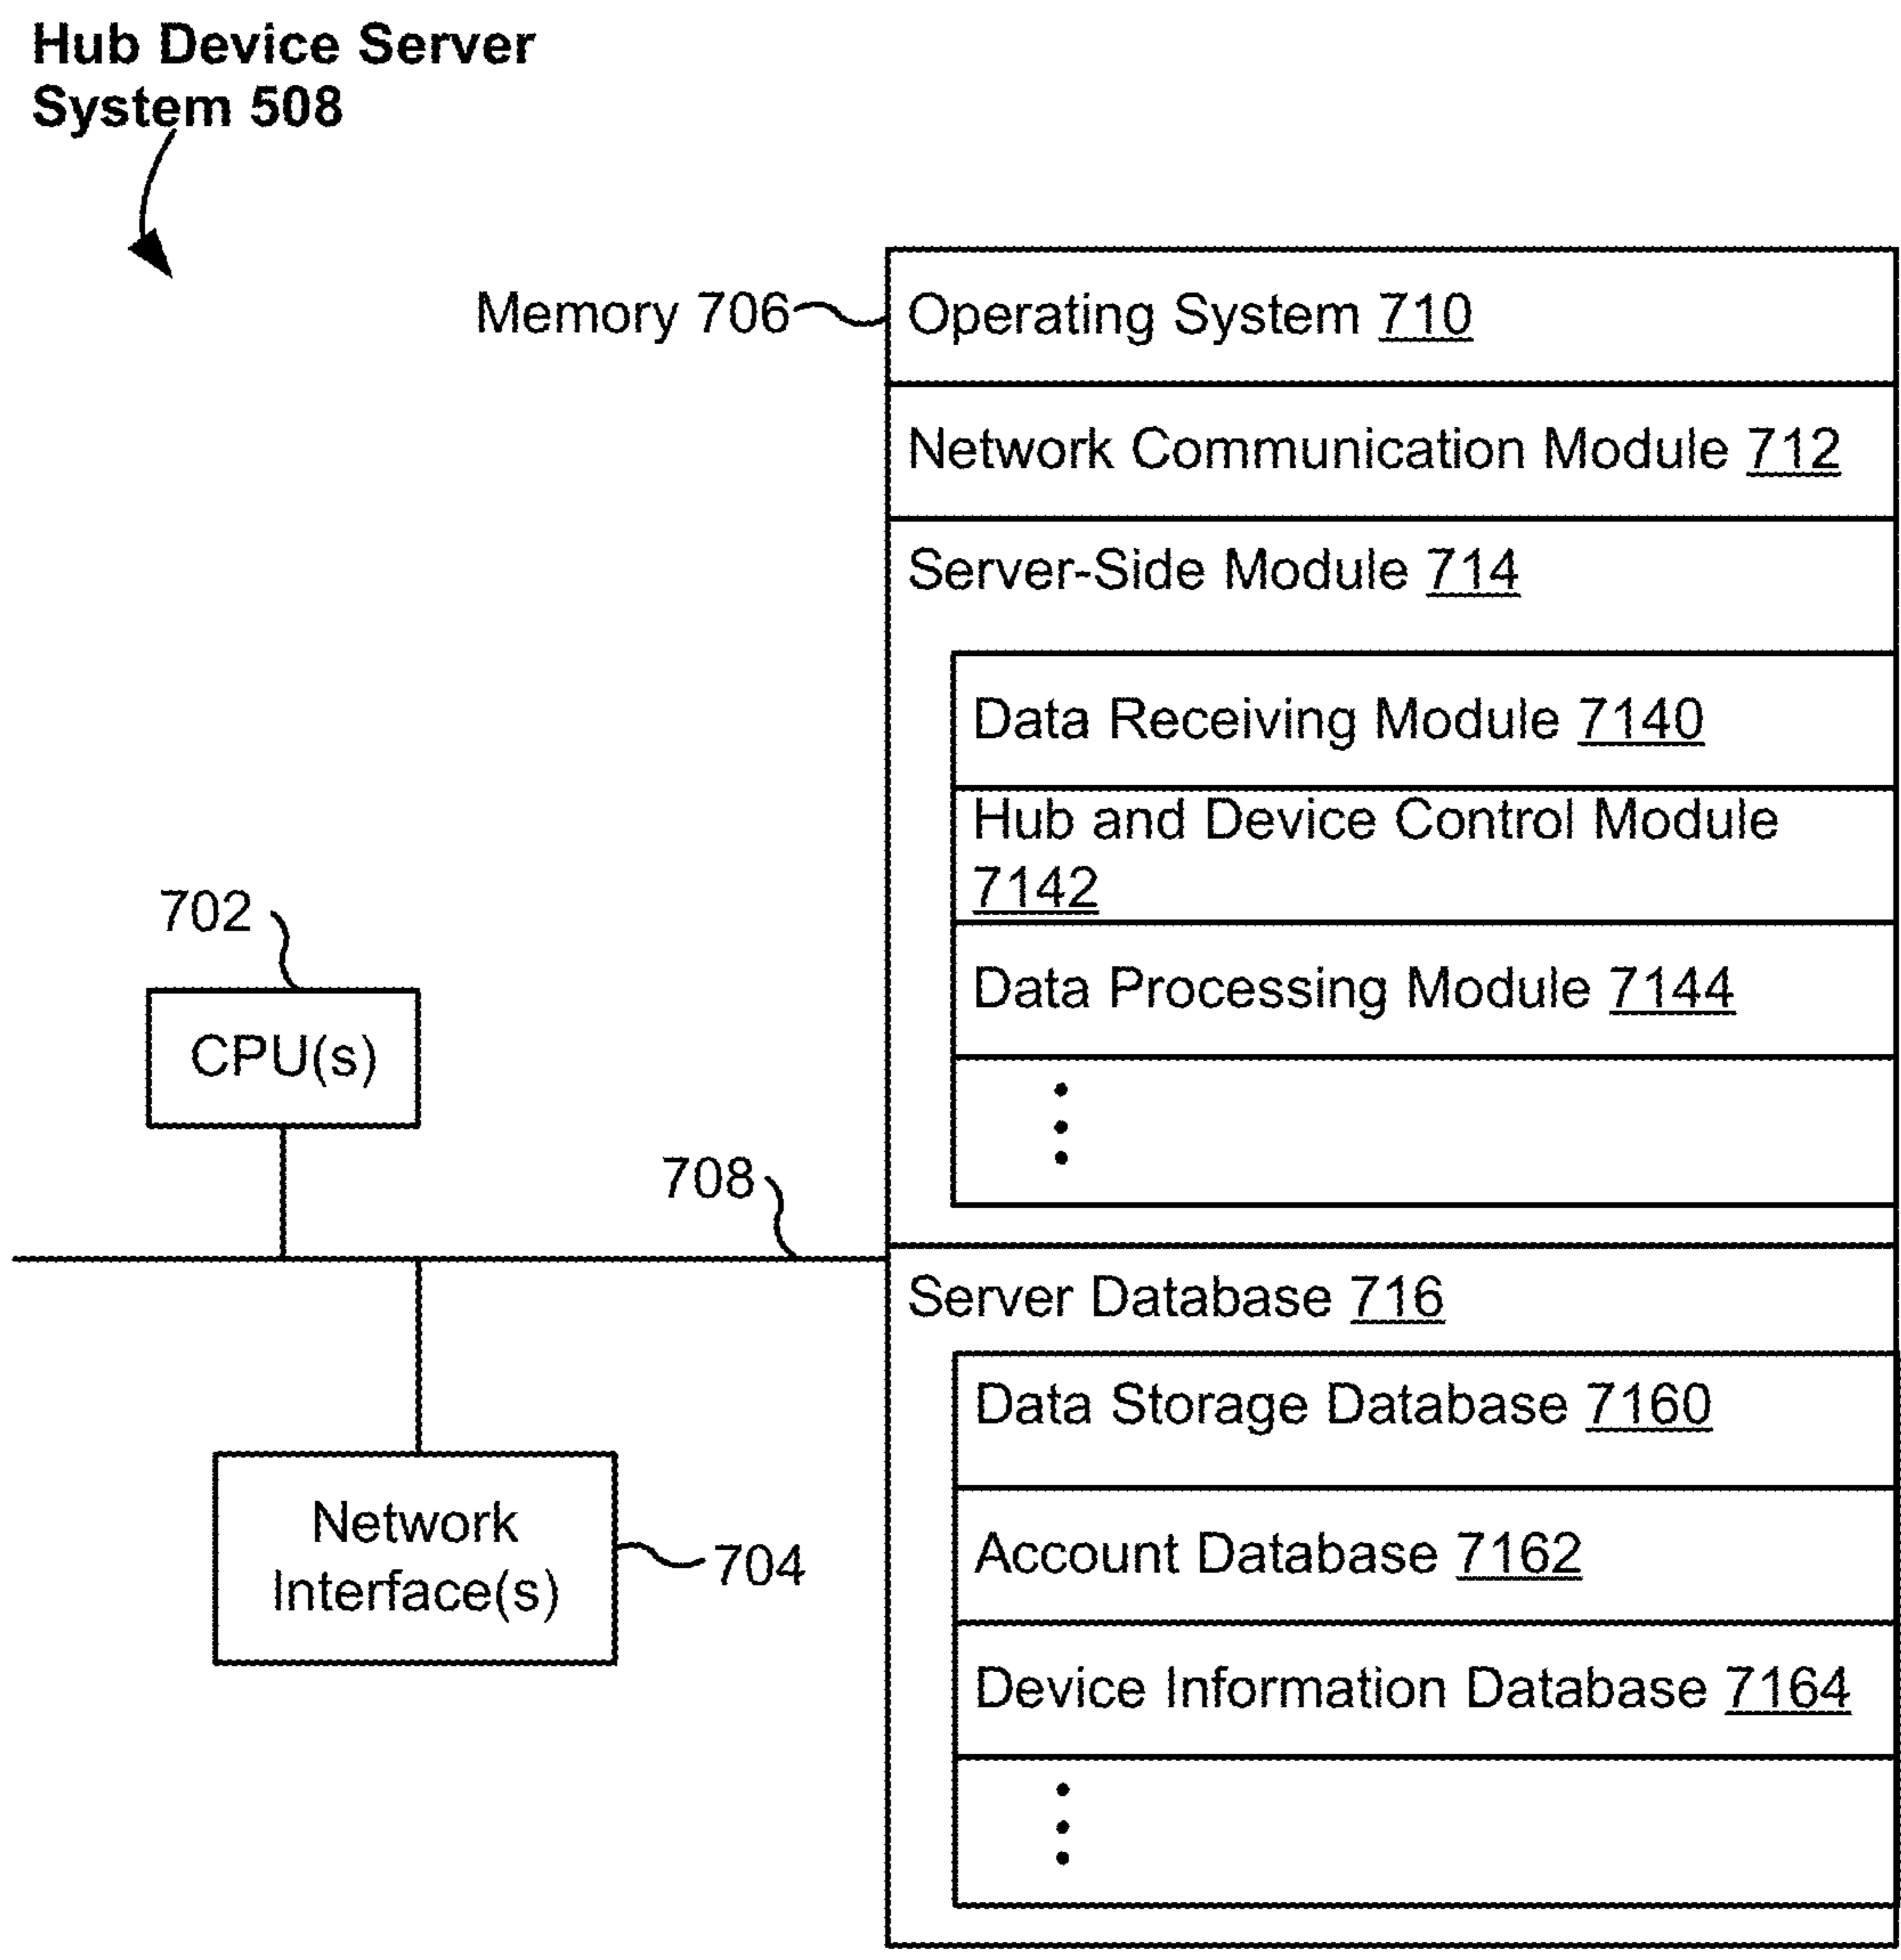 Hub Device Server
System 508
Memory 706
Operating System 710
Network Communication Module 712
Server-Side Module 714
Data Receiving Module 7140
Hub and Device Control Module
7142
Data Processing Module 7144
702
CPU(s)
708
Network
Interface(s)
704
Server Database 716
Data Storage Database 7160
Account Database 7162
Device Information Database 7164